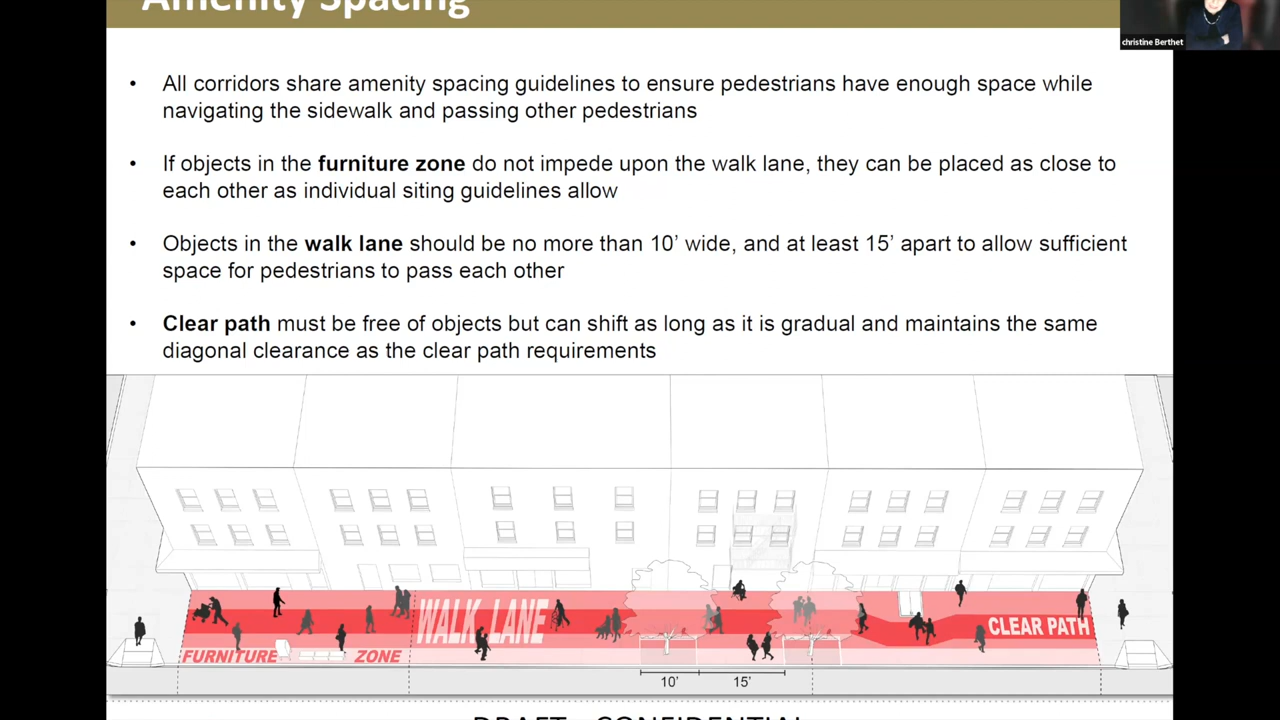 Amenity Spacing
christine Berthet
• All corridors share amenity spacing guidelines to ensure pedestrians have enough space while
navigating the sidewalk and passing other pedestrians
• If objects in the furniture zone do not impede upon the walk lane, they can be placed as close to
each other as individual siting guidelines allow
• Objects in the walk lane should be no more than 10’ wide, and at least 15’ apart to allow sufficient
space for pedestrians to pass each other
• Clear path must be free of objects but can shift as long as it is gradual and maintains the same
diagonal clearance as the clear path requirements
WALK LANE
CLEAR PATH
FURNITURE ZONE
10’ 15’
DRAFT - CONFIDENTIAL